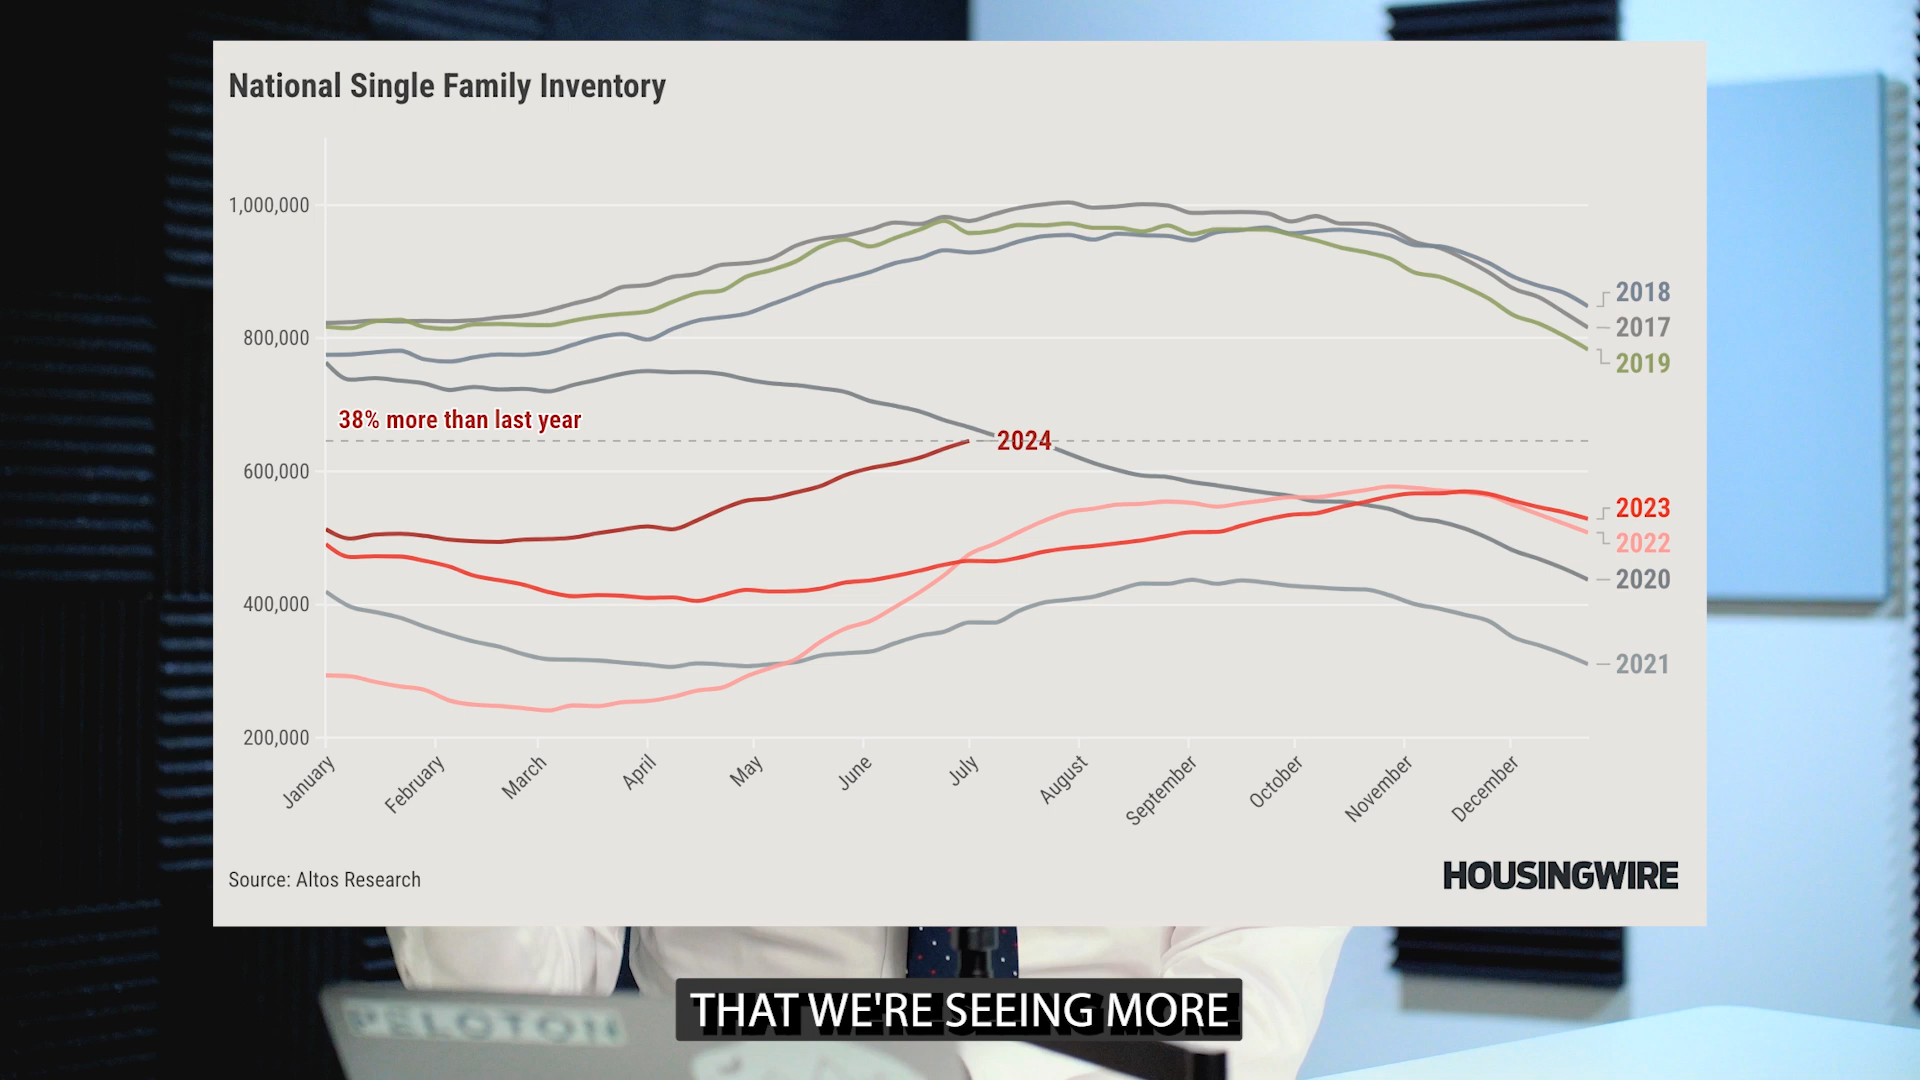 National Single Family Inventory
1,000,000
800,000
600,000
400,000
200,000
38% more than last year
2024
2018
2017
2019
2023
2022
2020
2021
January
February
March
April
May
June
July
August
September
October
November
December
Source: Altos Research
HOUSINGWIRE
PELOTON
THAT WE'RE SEEING MORE